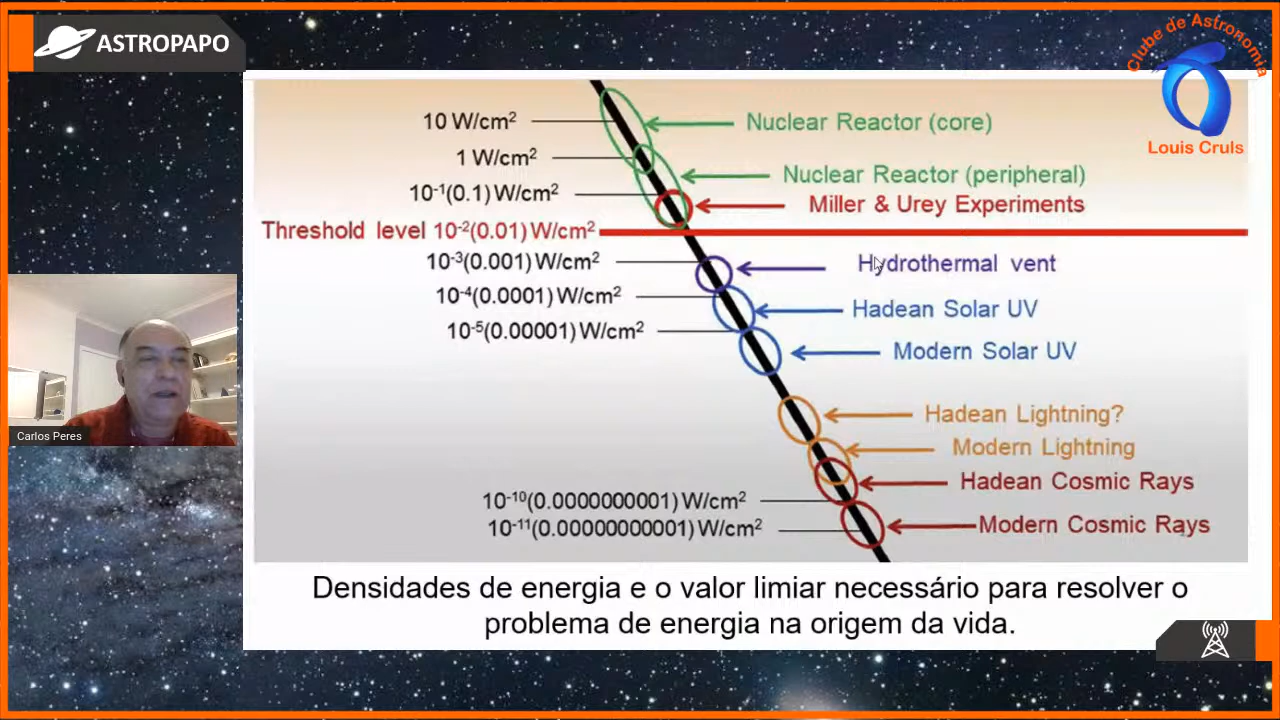 ASTROPAPO
Clube de Astronomia
Louis Cruls
10 W/cm²
Nuclear Reactor (core)
1 W/cm²
Nuclear Reactor (peripheral)
10⁻¹(0.1) W/cm²
Miller & Urey Experiments
Threshold level 10⁻²(0.01) W/cm²
10⁻³(0.001) W/cm²
Hydrothermal vent
10⁻⁴(0.0001) W/cm²
Hadean Solar UV
10⁻⁵(0.00001) W/cm²
Modern Solar UV
Hadean Lightning?
Modern Lightning
Hadean Cosmic Rays
10⁻¹⁰(0.0000000001) W/cm²
10⁻¹¹(0.00000000001) W/cm²
Modern Cosmic Rays
Carlos Peres
Densidades de energia e o valor limiar necessário para resolver o
problema de energia na origem da vida.